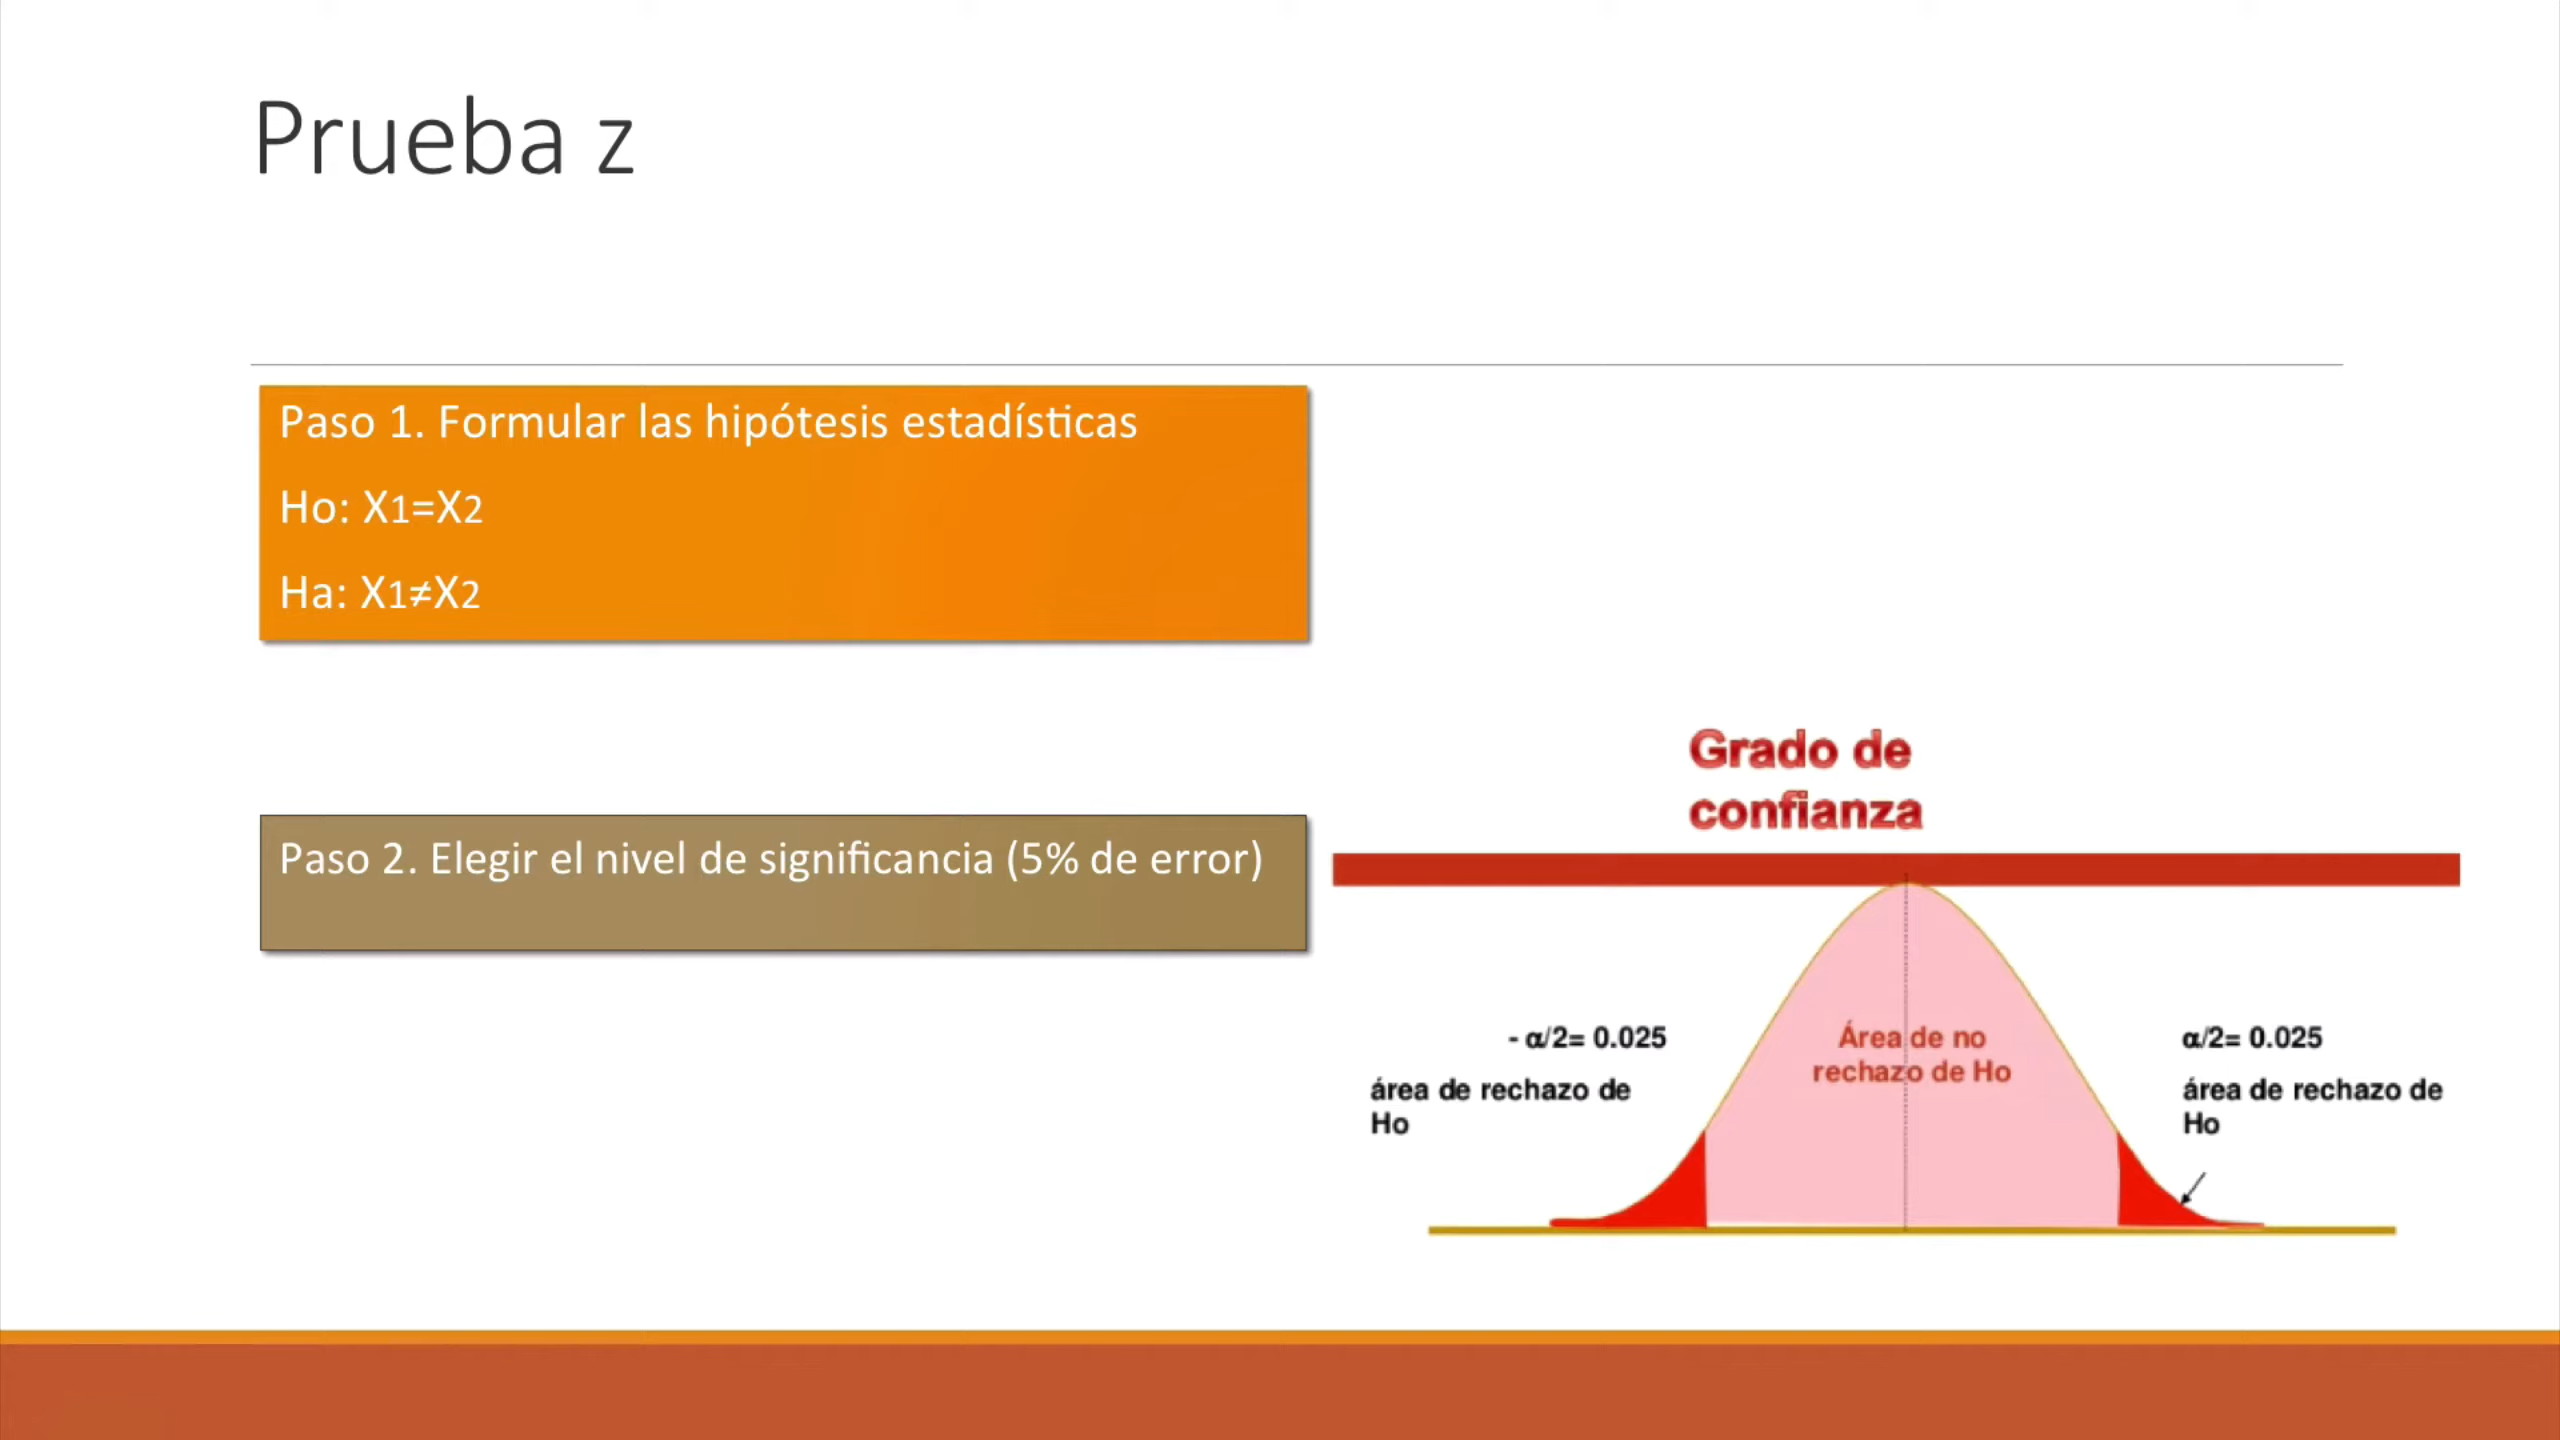 Prueba z
Paso 1. Formular las hipótesis estadísticas
Ho: X1=X2
Ha: X1≠X2
Paso 2. Elegir el nivel de significancia (5% de error)
Grado de
confianza
- α/2= 0.025
área de rechazo de
Ho
Área de no
rechazo de Ho
α/2= 0.025
área de rechazo de
Ho